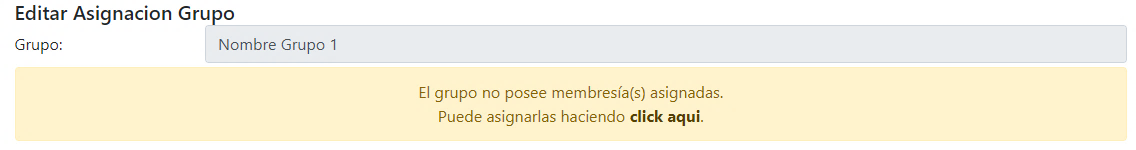 Editar Asignacion Grupo
Grupo:
Nombre Grupo 1
El grupo no posee membresía(s) asignadas.
Puede asignarlas haciendo click aqui.